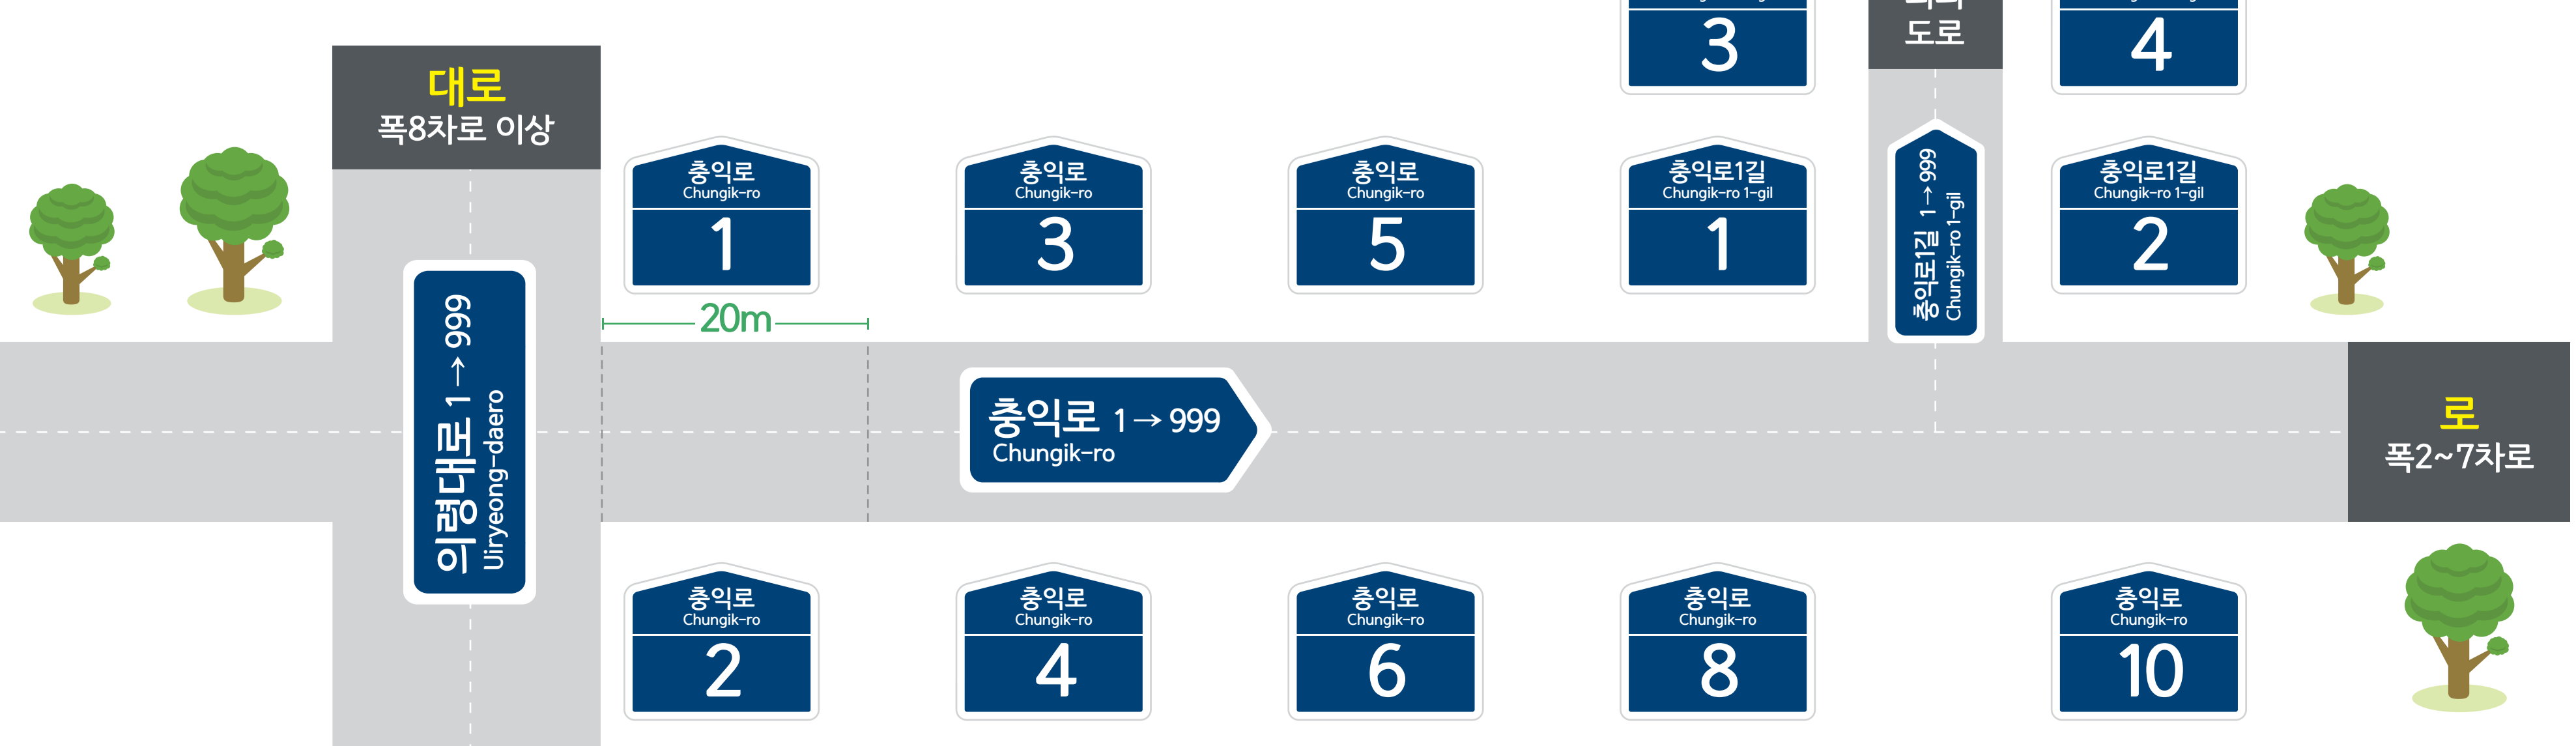 3
도로
4
대로
폭8차로 이상
충익로
Chungik-ro
1
충익로
Chungik-ro
3
충익로
Chungik-ro
5
충익로1길
Chungik-ro 1-gil
1
충익로1길 1→999
Chungik-ro 1-gil
충익로1길
Chungik-ro 1-gil
2
20m
의령대로 1→999
Uiryeong-daero
충익로 1→999
Chungik-ro
로
폭2~7차로
충익로
Chungik-ro
2
충익로
Chungik-ro
4
충익로
Chungik-ro
6
충익로
Chungik-ro
8
충익로
Chungik-ro
10